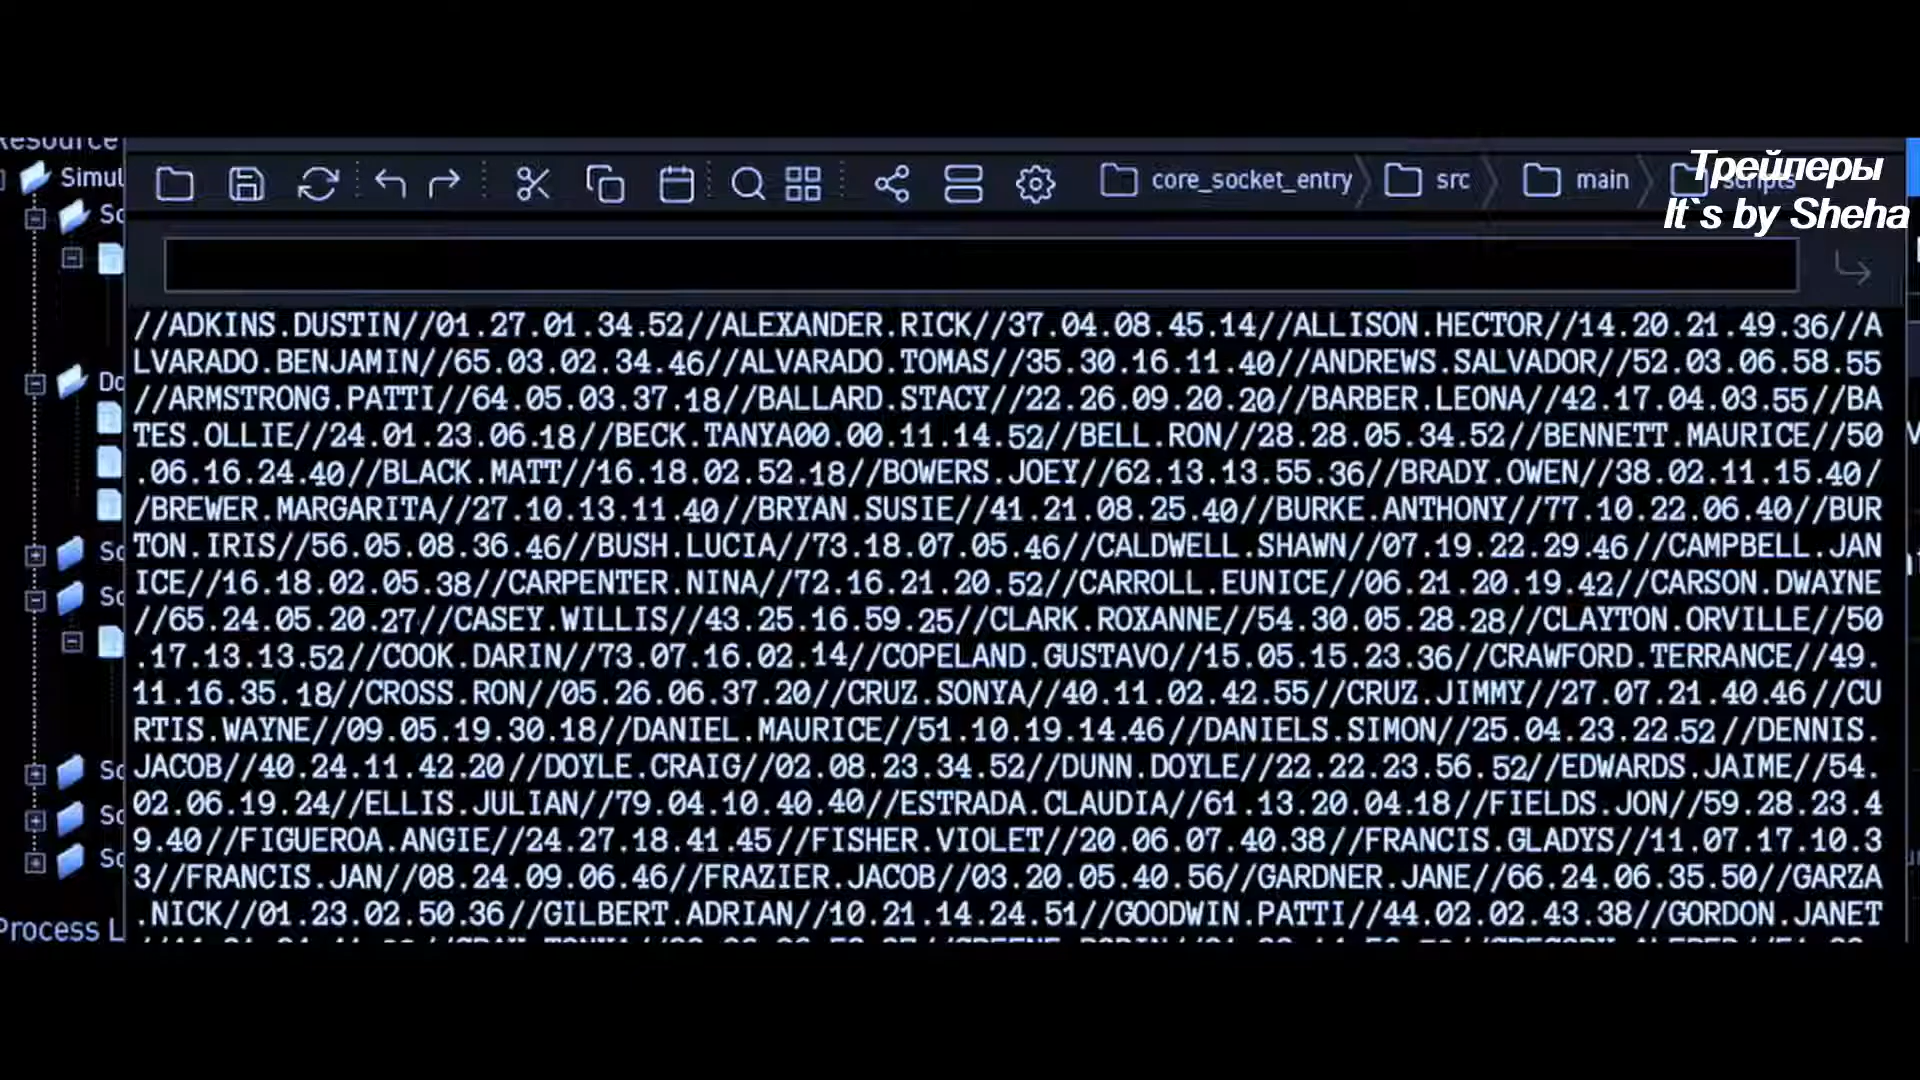 Resource
Simul
core_socket_entry
src
main
scripts
Трейлеры
It`s by Sheha
Sc
//ADKINS.DUSTIN//01.27.01.34.52//ALEXANDER.RICK//37.04.08.45.14//ALLISON.HECTOR//14.20.21.49.36//A
LVARADO.BENJAMIN//65.03.02.34.46//ALVARADO.TOMAS//35.30.16.11.40//ANDREWS.SALVADOR//52.03.06.58.55
Do
//ARMSTRONG.PATTI//64.05.03.37.18//BALLARD.STACY//22.26.09.20.20//BARBER.LEONA//42.17.04.03.55//BA
TES.OLLIE//24.01.23.06.18//BECK.TANYA00.00.11.14.52//BELL.RON//28.28.05.34.52//BENNETT.MAURICE//50
.06.16.24.40//BLACK.MATT//16.18.02.52.18//BOWERS.JOEY//62.13.13.55.36//BRADY.OWEN//38.02.11.15.40/
/BREWER.MARGARITA//27.10.13.11.40//BRYAN.SUSIE//41.21.08.25.40//BURKE.ANTHONY//77.10.22.06.40//BUR
Sc
TON.IRIS//56.05.08.36.46//BUSH.LUCIA//73.18.07.05.46//CALDWELL.SHAWN//07.19.22.29.46//CAMPBELL.JAN
Sc
ICE//16.18.02.05.38//CARPENTER.NINA//72.16.21.20.52//CARROLL.EUNICE//06.21.20.19.42//CARSON.DWAYNE
//65.24.05.20.27//CASEY.WILLIS//43.25.16.59.25//CLARK.ROXANNE//54.30.05.28.28//CLAYTON.ORVILLE//50
.17.13.13.52//COOK.DARIN//73.07.16.02.14//COPELAND.GUSTAVO//15.05.15.23.36//CRAWFORD.TERRANCE//49.
11.16.35.18//CROSS.RON//05.26.06.37.20//CRUZ.SONYA//40.11.02.42.55//CRUZ.JIMMY//27.07.21.40.46//CU
RTIS.WAYNE//09.05.19.30.18//DANIEL.MAURICE//51.10.19.14.46//DANIELS.SIMON//25.04.23.22.52//DENNIS.
Sc
JACOB//40.24.11.42.20//DOYLE.CRAIG//02.08.23.34.52//DUNN.DOYLE//22.22.23.56.52//EDWARDS.JAIME//54.
Sc
02.06.19.24//ELLIS.JULIAN//79.04.10.40.40//ESTRADA.CLAUDIA//61.13.20.04.18//FIELDS.JON//59.28.23.4
Sc
9.40//FIGUEROA.ANGIE//24.27.18.41.45//FISHER.VIOLET//20.06.07.40.38//FRANCIS.GLADYS//11.07.17.10.3
3//FRANCIS.JAN//08.24.09.06.46//FRAZIER.JACOB//03.20.05.40.56//GARDNER.JANE//66.24.06.35.50//GARZA
.NICK//01.23.02.50.36//GILBERT.ADRIAN//10.21.14.24.51//GOODWIN.PATTI//44.02.02.43.38//GORDON.JANET
Process L